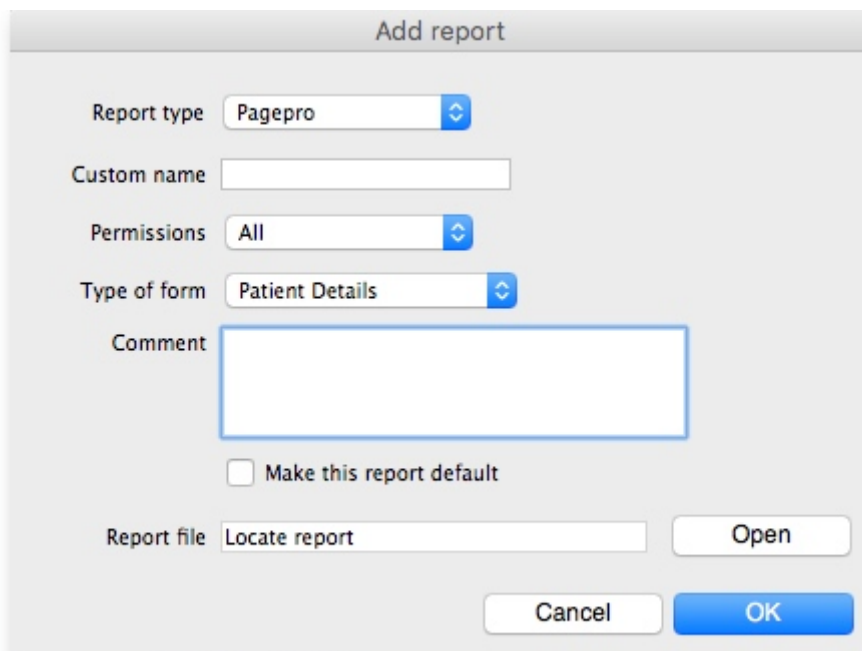 Add report
Report type Pagepro
Custom name
Permissions All
Type of form Patient Details
Comment
Make this report default
Report file Locate report Open
Cancel OK